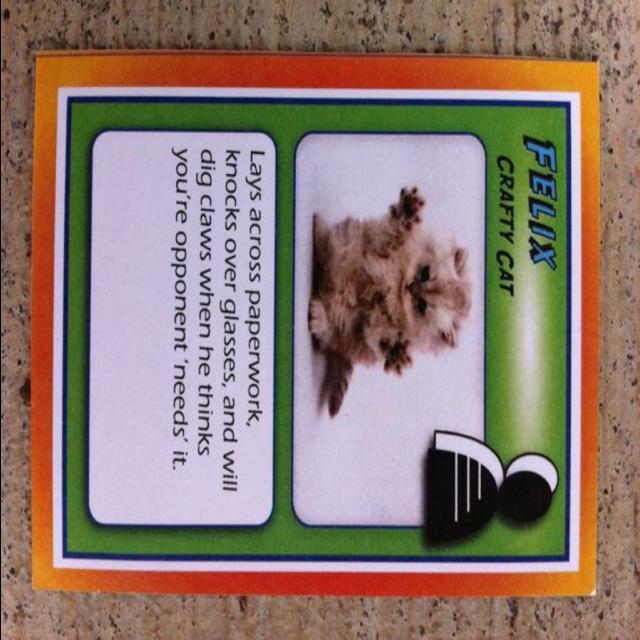 FELIX
CRAFTY CAT
Lays across paperwork,
knocks over glasses, and will
dig claws when he thinks
you're opponent 'needs' it.